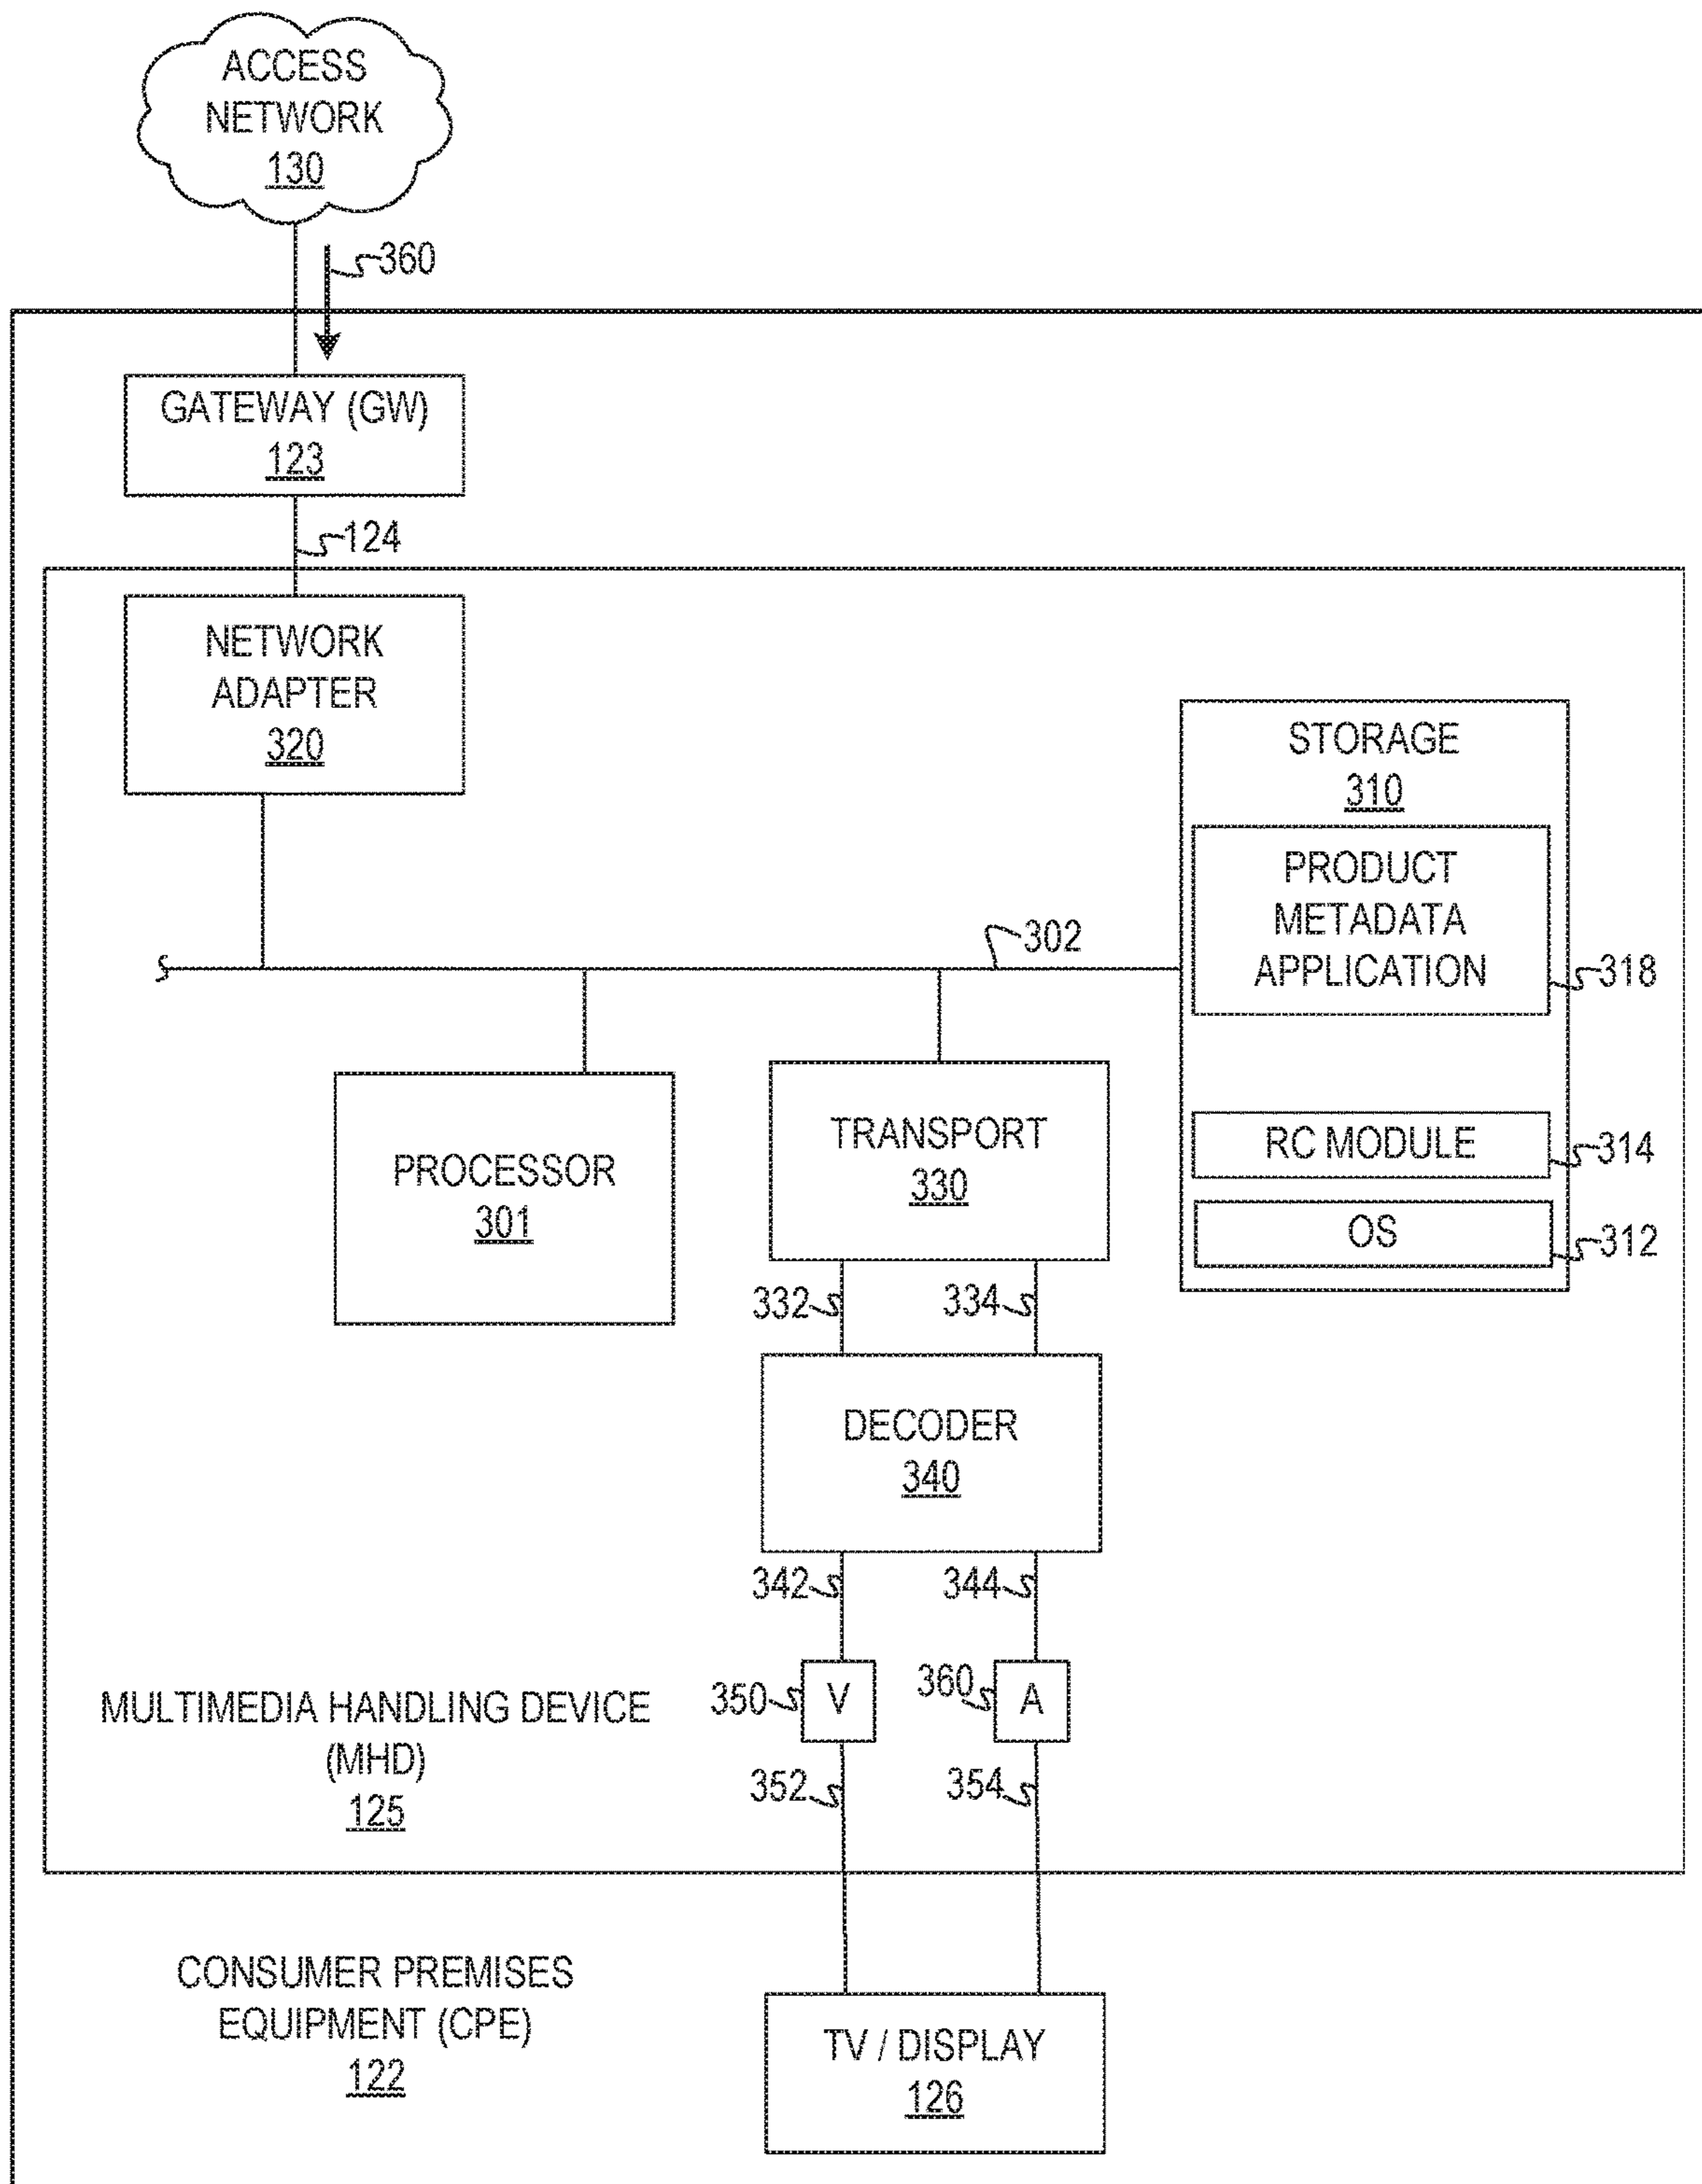 ACCESS
NETWORK
130
360
GATEWAY (GW)
123
124
NETWORK
ADAPTER
320
STORAGE
310
PRODUCT
METADATA
APPLICATION
318
302
RC MODULE
314
OS
312
PROCESSOR
301
TRANSPORT
330
332
334
DECODER
340
342
344
350
V
360
A
352
354
MULTIMEDIA HANDLING DEVICE
(MHD)
125
CONSUMER PREMISES
EQUIPMENT (CPE)
122
TV / DISPLAY
126